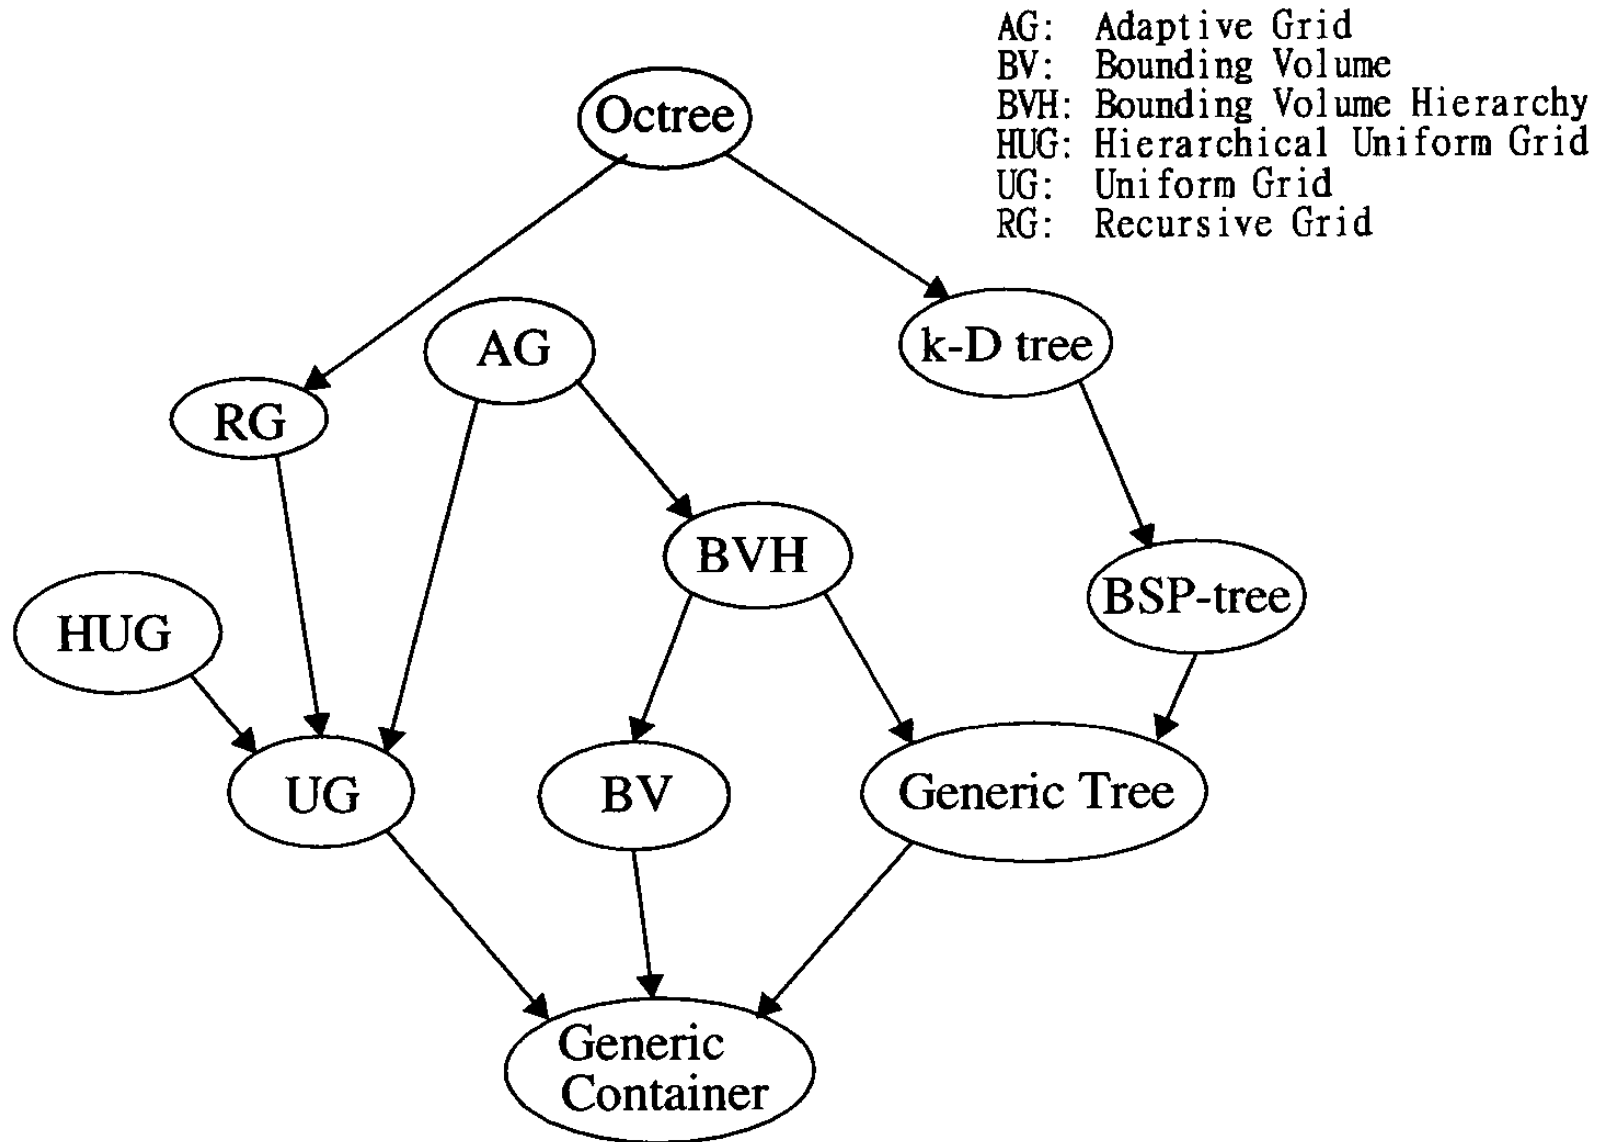 AG: Adaptive Grid
BV: Bounding Volume
BVH: Bounding Volume Hierarchy
HUG: Hierarchical Uniform Grid
UG: Uniform Grid
RG: Recursive Grid
Octree
AG
k-D tree
RG
BVH
BSP-tree
HUG
UG
BV
Generic Tree
Generic
Container